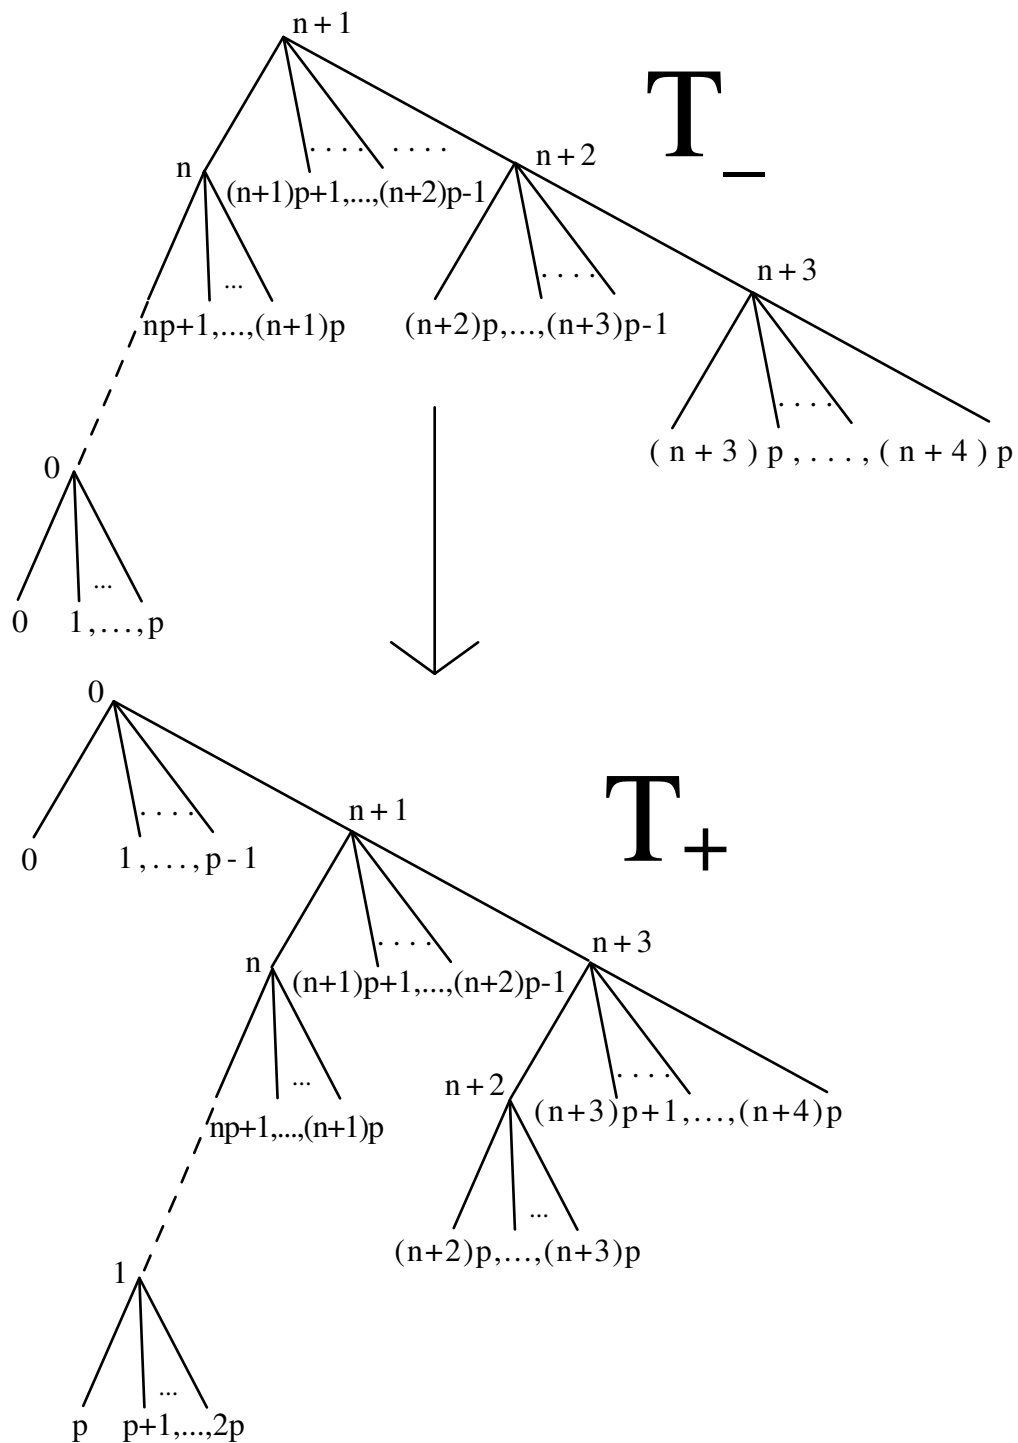 n+1
T_
. . . . . . . .
n+2
n
(n+1)p+1,...,(n+2)p-1
n+3
. . . .
...
np+1,...,(n+1)p
(n+2)p,...,(n+3)p-1
. . . .
(n+3)p,....,(n+4)p
0
...
0 1,...,p
0
T+
n+1
. . . .
0 1,...,p-1
n+3
. . . .
n
(n+1)p+1,...,(n+2)p-1
. . . .
...
n+2
(n+3)p+1,...,(n+4)p
np+1,...,(n+1)p
...
(n+2)p,...,(n+3)p
1
...
p p+1,...,2p